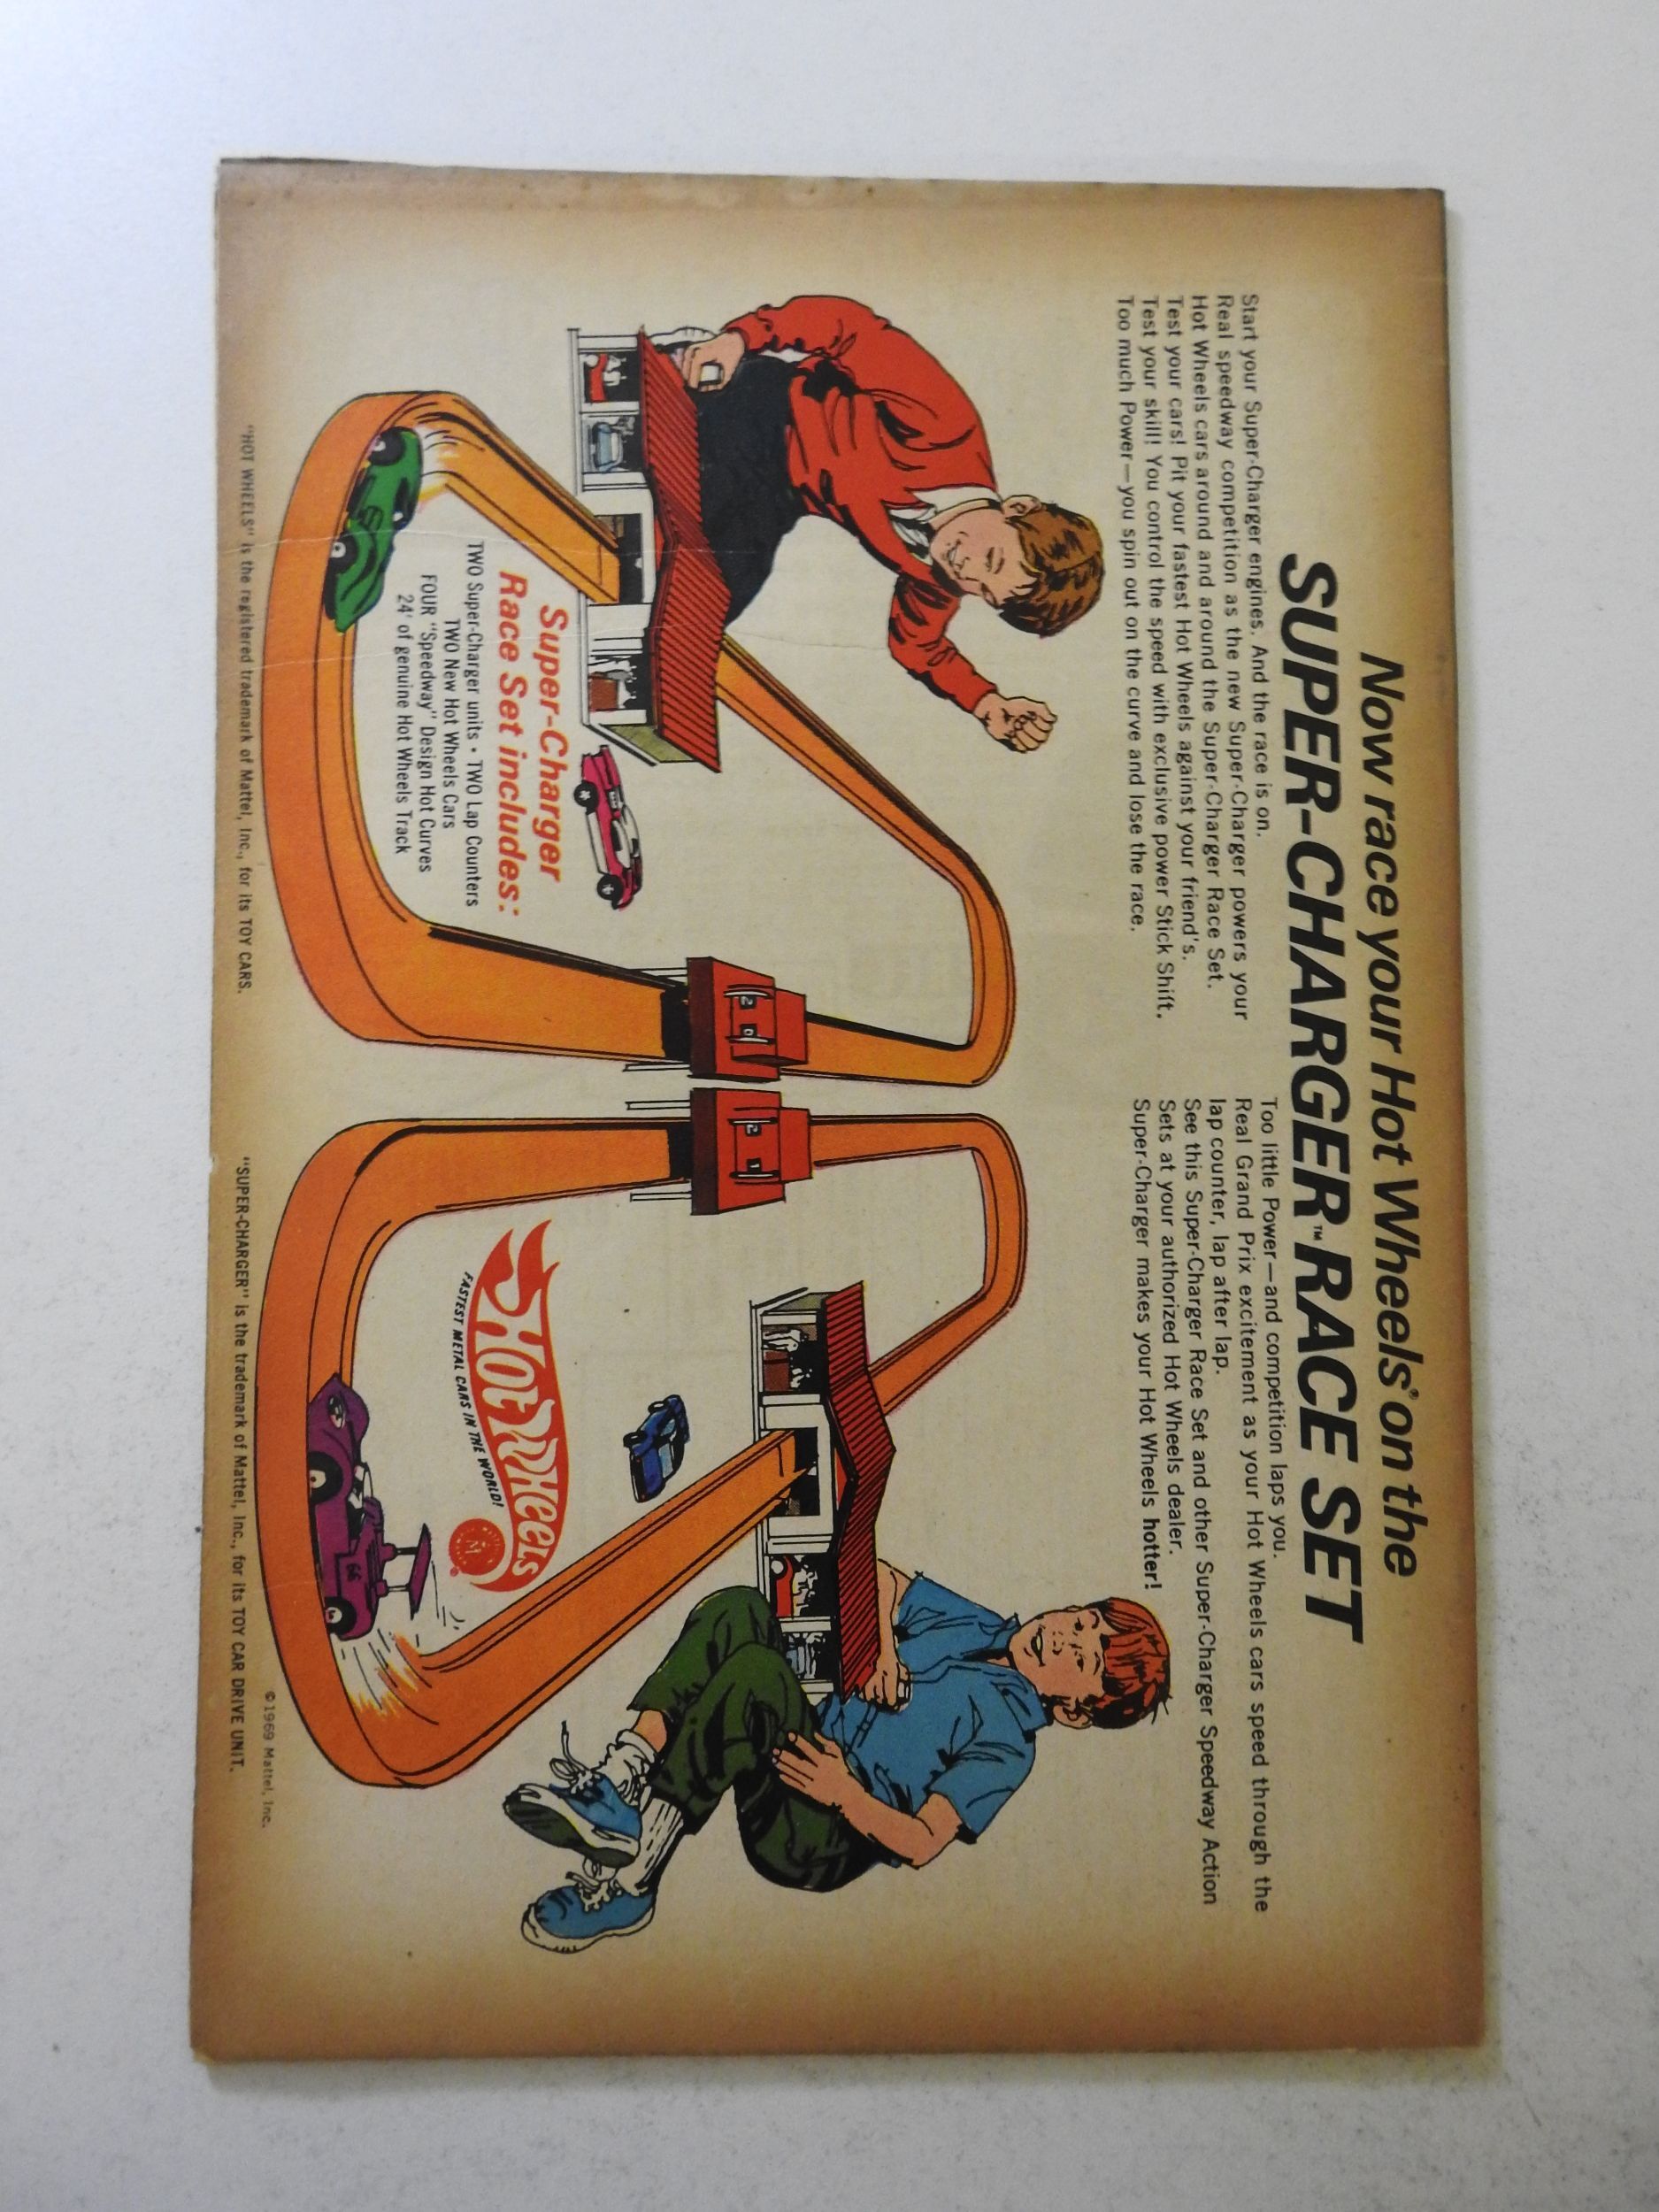 Now race your Hot Wheels® on the
SUPER-CHARGER™ RACE SET
Start your Super-Charger engines. And the race is on.
Real speedway competition as the new Super-Charger powers your
Hot Wheels cars around and around the Super-Charger Race Set.
Test your cars! Pit your fastest Hot Wheels against your friend's.
Test your skill! You control the speed with exclusive power Stick Shift.
Too much Power—you spin out on the curve and lose the race.
Too little Power—and competition laps you.
Real Grand Prix excitement as your Hot Wheels cars speed through the
lap counter, lap after lap.
See this Super-Charger Race Set and other Super-Charger Speedway Action
Sets at your authorized Hot Wheels dealer.
Super-Charger makes your Hot Wheels hotter!
2 0
2 1
Super-Charger
Race Set includes:
TWO Super-Charger units • TWO Lap Counters
TWO New Hot Wheels Cars
FOUR "Speedway" Design Hot Curves
24' of genuine Hot Wheels Track
Hot Wheels
FASTEST METAL CARS IN THE WORLD!
M
®
66
©1969 Mattel, Inc.
"HOT WHEELS" is the registered trademark of Mattel, Inc., for its TOY CARS.
"SUPER-CHARGER" is the trademark of Mattel, Inc., for its TOY CAR DRIVE UNIT.